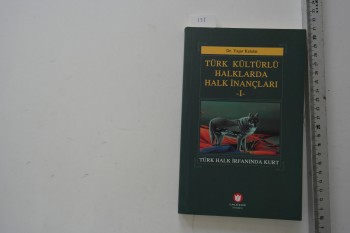 Dr. Yaşar Kalafat
TÜRK KÜLTÜRLÜ
HALKLARDA
HALK İNANÇLARI
-I-
TÜRK HALK İRFANINDA KURT